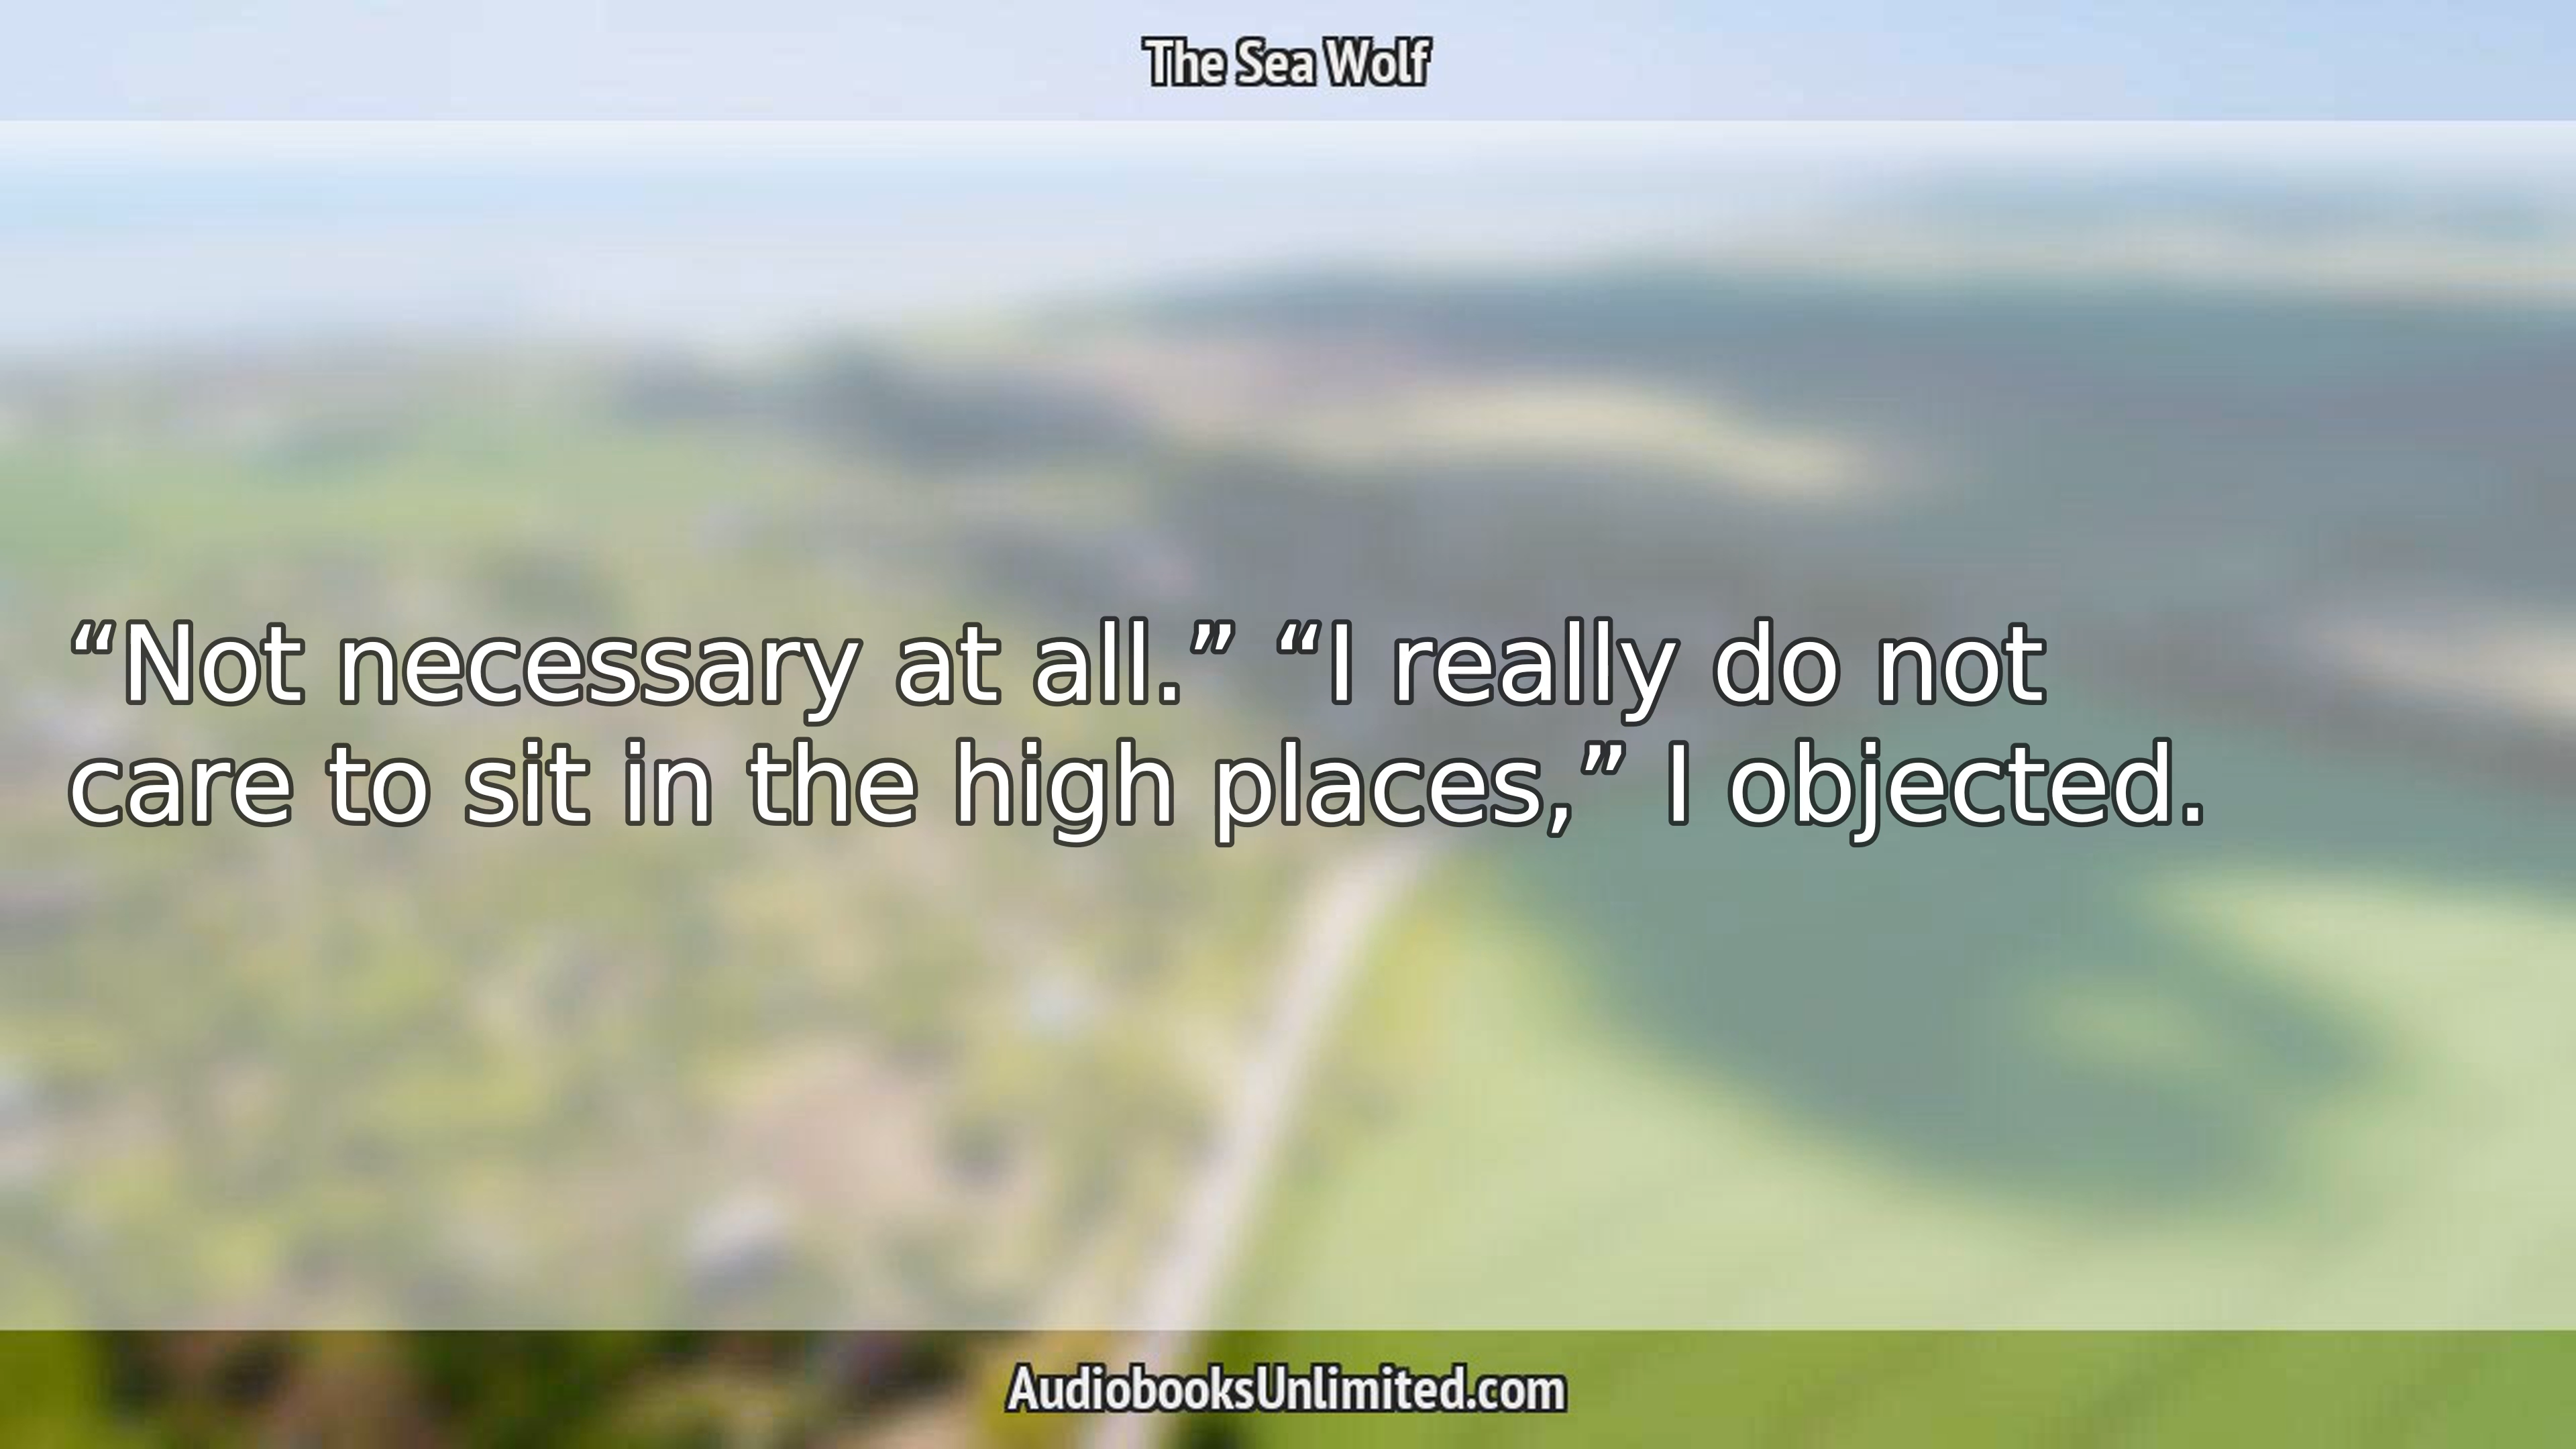 The Sea Wolf
“Not necessary at all.” “I really do not
care to sit in the high places,” I objected.
AudiobooksUnlimited.com